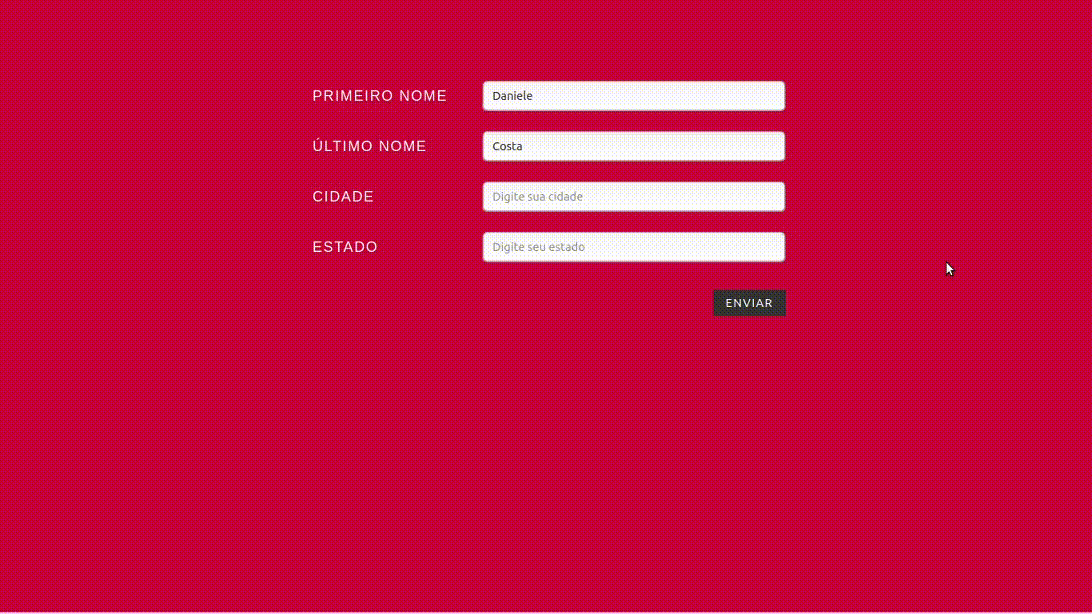 PRIMEIRO NOME Daniele
ÚLTIMO NOME Costa
CIDADE Digite sua cidade
ESTADO Digite seu estado
ENVIAR